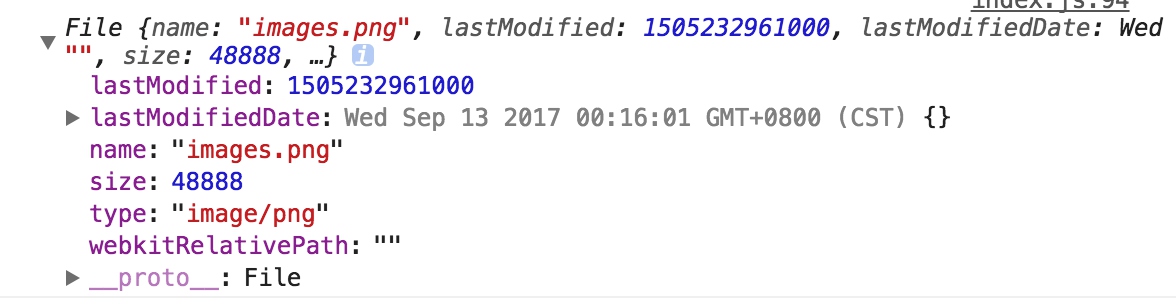 index.js:94
File {name: "images.png", lastModified: 1505232961000, lastModifiedDate: Wed
"", size: 48888, …}
lastModified: 1505232961000
lastModifiedDate: Wed Sep 13 2017 00:16:01 GMT+0800 (CST) {}
name: "images.png"
size: 48888
type: "image/png"
webkitRelativePath: ""
__proto__: File